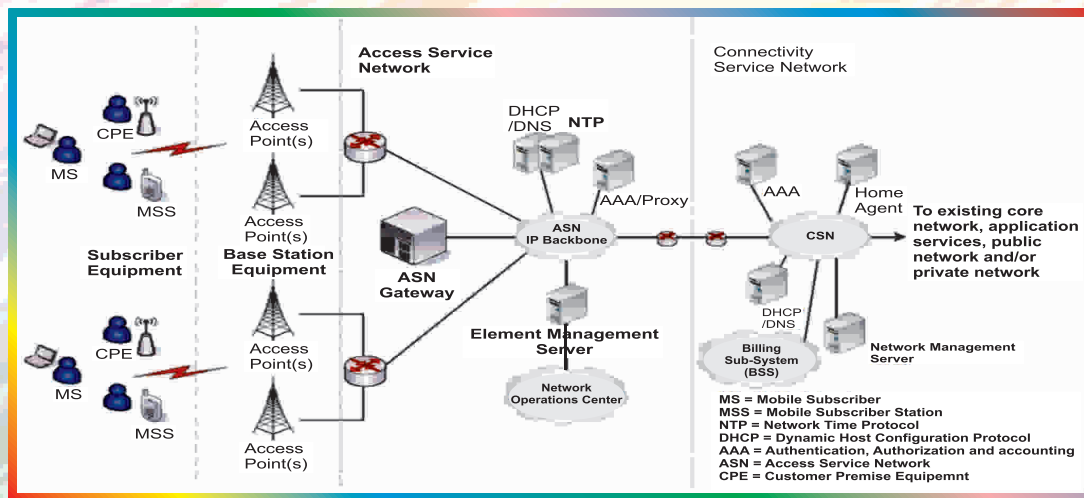 Access Service
Network
Connectivity
Service Network
CPE
MS
MSS
Access
Point(s)
Access
Point(s)
Subscriber
Equipment
Base Station
Equipment
ASN
Gateway
DHCP
/DNS
NTP
AAA/Proxy
ASN
IP Backbone
Element Management
Server
Network
Operations Center
AAA
Home
Agent
CSN
To existing core
network, application
services, public
network and/or
private network
DHCP
/DNS
Billing
Sub-System
(BSS)
Network Management
Server
CPE
MS
MSS
Access
Point(s)
Access
Point(s)
MS = Mobile Subscriber
MSS = Mobile Subscriber Station
NTP = Network Time Protocol
DHCP = Dynamic Host Configuration Protocol
AAA = Authentication, Authorization and accounting
ASN = Access Service Network
CPE = Customer Premise Equipemnt